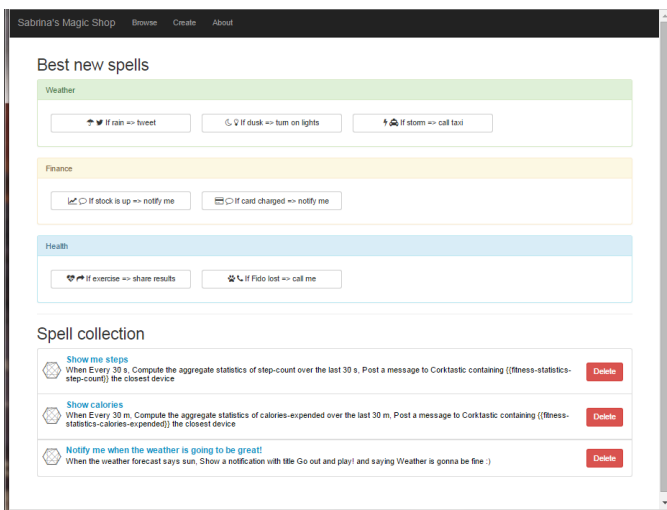 Sabrina's Magic Shop Browse Create About
Best new spells
Weather
If rain => tweet If dusk => turn on lights If storm => call taxi
Finance
If stock is up => notify me If card charged => notify me
Health
If exercise => share results If Fido lost => call me
Spell collection
Show me steps
When Every 30 s, Compute the aggregate statistics of step-count over the last 30 s, Post a message to Corktastic containing {{fitness-statistics-
step-count}} the closest device
Delete
Show calories
When Every 30 m, Compute the aggregate statistics of calories-expended over the last 30 m, Post a message to Corktastic containing {{fitness-
statistics-calories-expended}} the closest device
Delete
Notify me when the weather is going to be great!
When the weather forecast says sun, Show a notification with title Go out and play! and saying Weather is gonna be fine :)
Delete